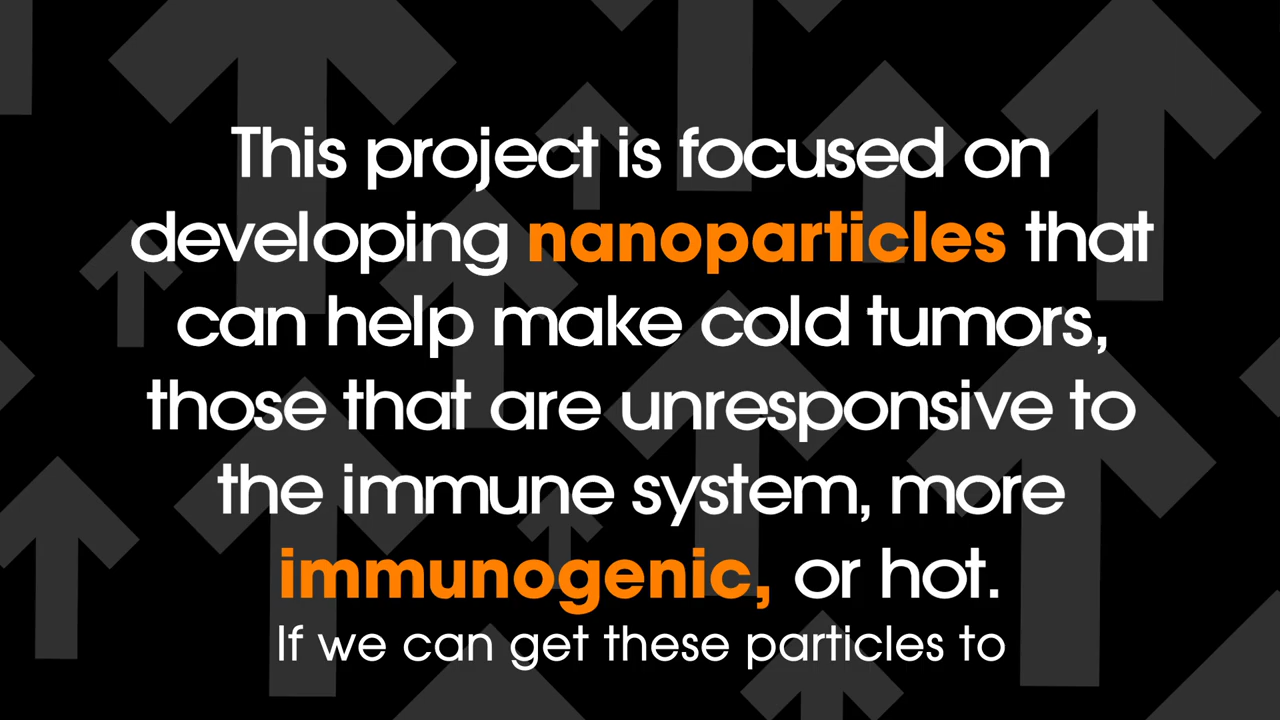 This project is focused on
developing nanoparticles that
can help make cold tumors,
those that are unresponsive to
the immune system, more
immunogenic, or hot.
If we can get these particles to